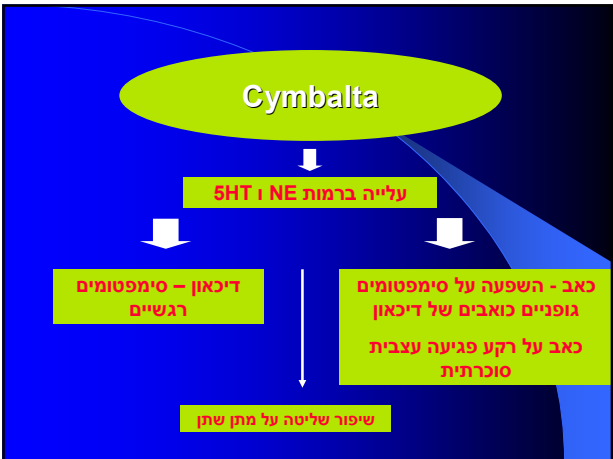 Cymbalta
עלייה ברמות NE ו 5HT
כאב - השפעה על סימפטומים
גופניים כואבים של דיכאון
כאב על רקע פגיעה עצבית
סוכרתית
דיכאון – סימפטומים
רגשיים
שיפור שליטה על מתן שתן